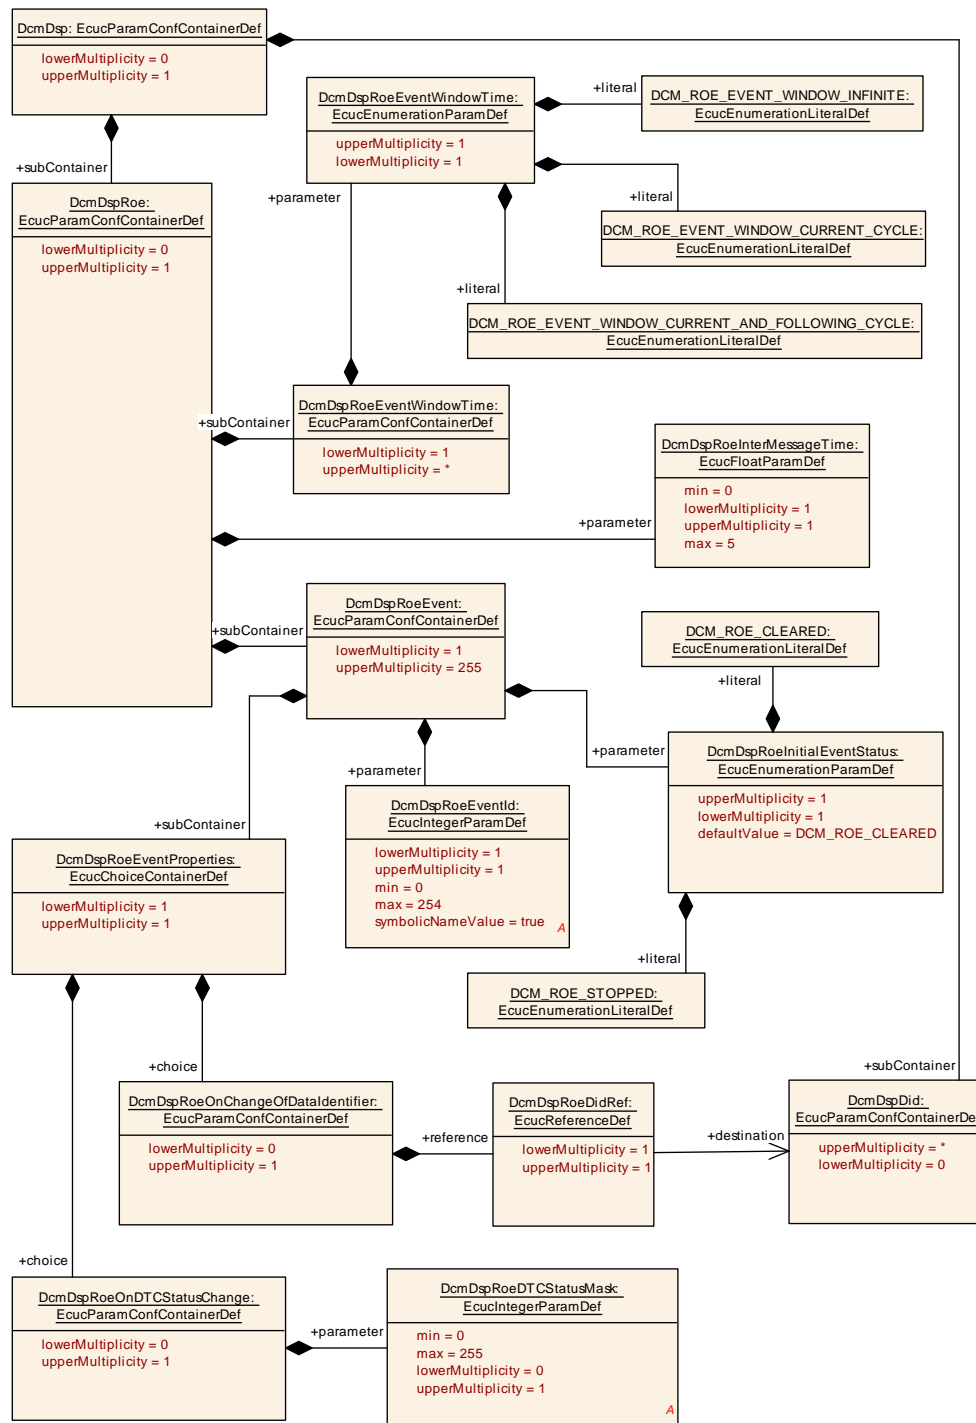 DcmDsp: EcucParamConfContainerDef
lowerMultiplicity = 0
upperMultiplicity = 1
+subContainer
DcmDspRoe:
EcucParamConfContainerDef
lowerMultiplicity = 0
upperMultiplicity = 1
DcmDspRoeEventWindowTime:
EcucEnumerationParamDef
upperMultiplicity = 1
lowerMultiplicity = 1
+literal
DCM_ROE_EVENT_WINDOW_INFINITE:
EcucEnumerationLiteralDef
+literal
DCM_ROE_EVENT_WINDOW_CURRENT_CYCLE:
EcucEnumerationLiteralDef
+literal
DCM_ROE_EVENT_WINDOW_CURRENT_AND_FOLLOWING_CYCLE:
EcucEnumerationLiteralDef
+parameter
+subContainer
DcmDspRoeEventWindowTime:
EcucParamConfContainerDef
lowerMultiplicity = 1
upperMultiplicity = *
+parameter
DcmDspRoeInterMessageTime:
EcucFloatParamDef
min = 0
lowerMultiplicity = 1
upperMultiplicity = 1
max = 5
+subContainer
DcmDspRoeEvent:
EcucParamConfContainerDef
lowerMultiplicity = 1
upperMultiplicity = 255
DCM_ROE_CLEARED:
EcucEnumerationLiteralDef
+literal
+parameter
DcmDspRoeInitialEventStatus:
EcucEnumerationParamDef
upperMultiplicity = 1
lowerMultiplicity = 1
defaultValue = DCM_ROE_CLEARED
+parameter
DcmDspRoeEventId:
EcucIntegerParamDef
lowerMultiplicity = 1
upperMultiplicity = 1
min = 0
max = 254
symbolicNameValue = true
A
+subContainer
DcmDspRoeEventProperties:
EcucChoiceContainerDef
lowerMultiplicity = 1
upperMultiplicity = 1
+literal
DCM_ROE_STOPPED:
EcucEnumerationLiteralDef
+choice
DcmDspRoeOnChangeOfDataIdentifier:
EcucParamConfContainerDef
lowerMultiplicity = 0
upperMultiplicity = 1
+reference
DcmDspRoeDidRef:
EcucReferenceDef
lowerMultiplicity = 1
upperMultiplicity = 1
+destination
+subContainer
DcmDspDid:
EcucParamConfContainerDe
upperMultiplicity = *
lowerMultiplicity = 0
+choice
DcmDspRoeOnDTCStatusChange:
EcucParamConfContainerDef
lowerMultiplicity = 0
upperMultiplicity = 1
+parameter
DcmDspRoeDTCStatusMask:
EcucIntegerParamDef
min = 0
max = 255
lowerMultiplicity = 0
upperMultiplicity = 1
A